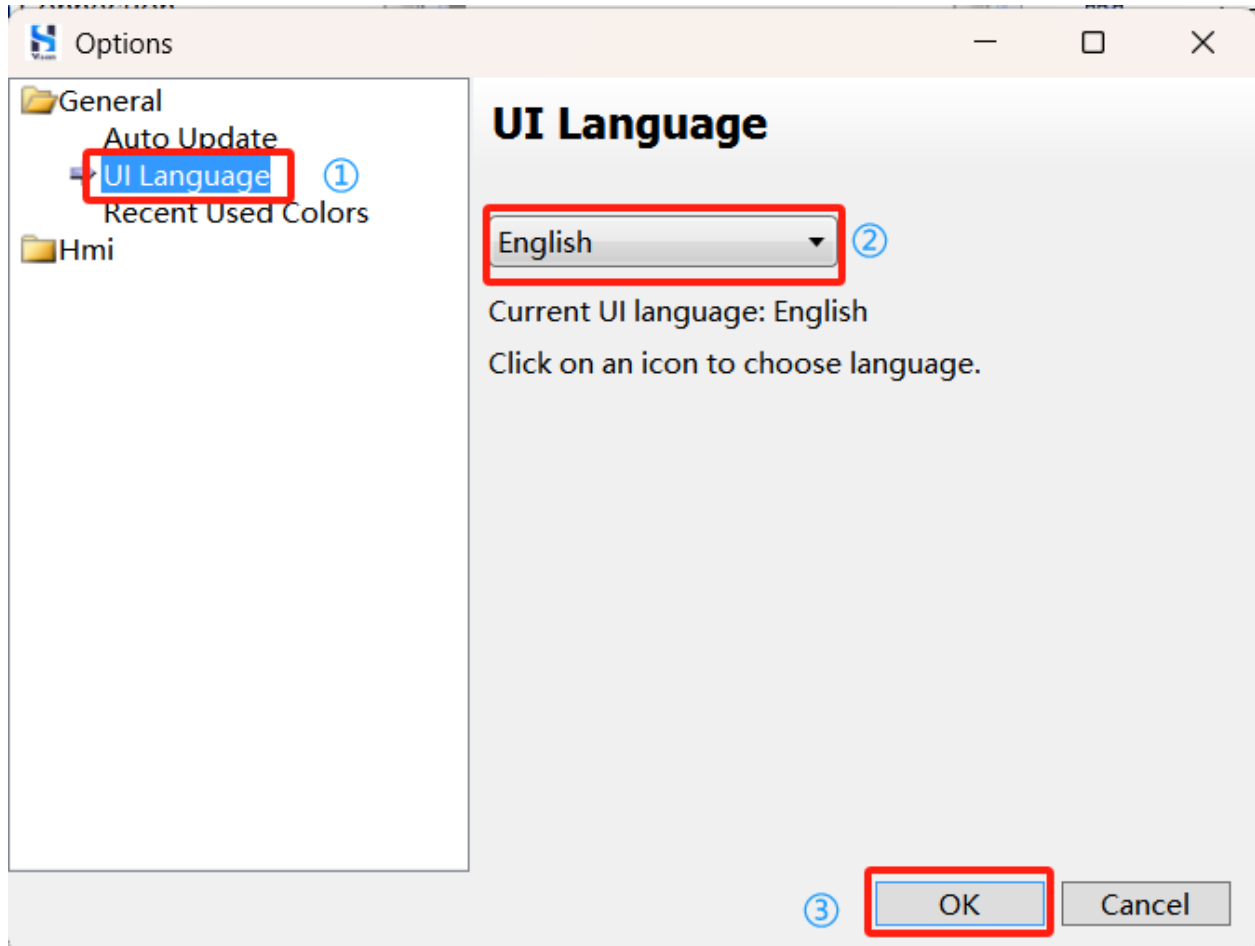 Options
General
Auto Update
UI Language ①
Recent Used Colors
Hmi
UI Language
English ②
Current UI language: English
Click on an icon to choose language.
③ OK Cancel